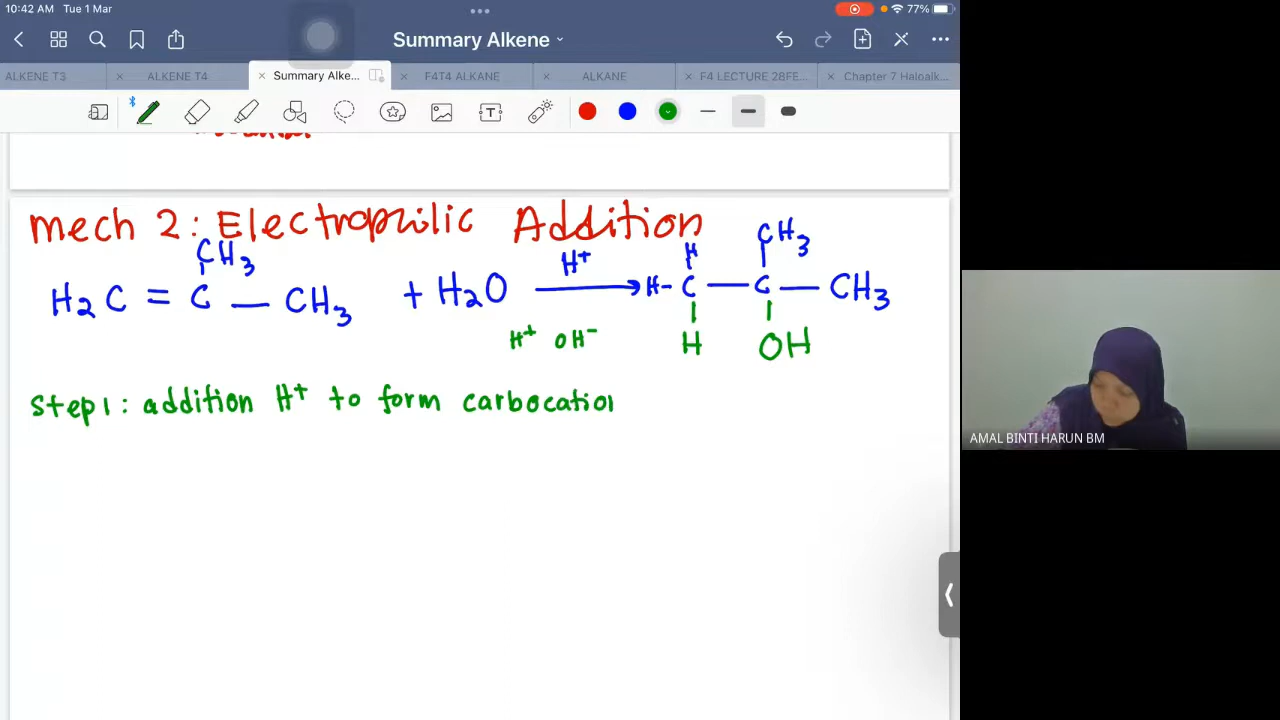 10:42 AM Tue 1 Mar
77%
Summary Alkene
ALKENE T3
ALKENE T4
Summary Alke...
F4T4 ALKANE
ALKANE
F4 LECTURE 28FE...
Chapter 7 Haloalk...
mech 2: Electrophilic Addition
CH3
H2C = C — CH3 + H2O
H+
H
CH3
H - C — C — CH3
H+ OH-
H
OH
Step 1: addition H+ to form carbocation
AMAL BINTI HARUN BM